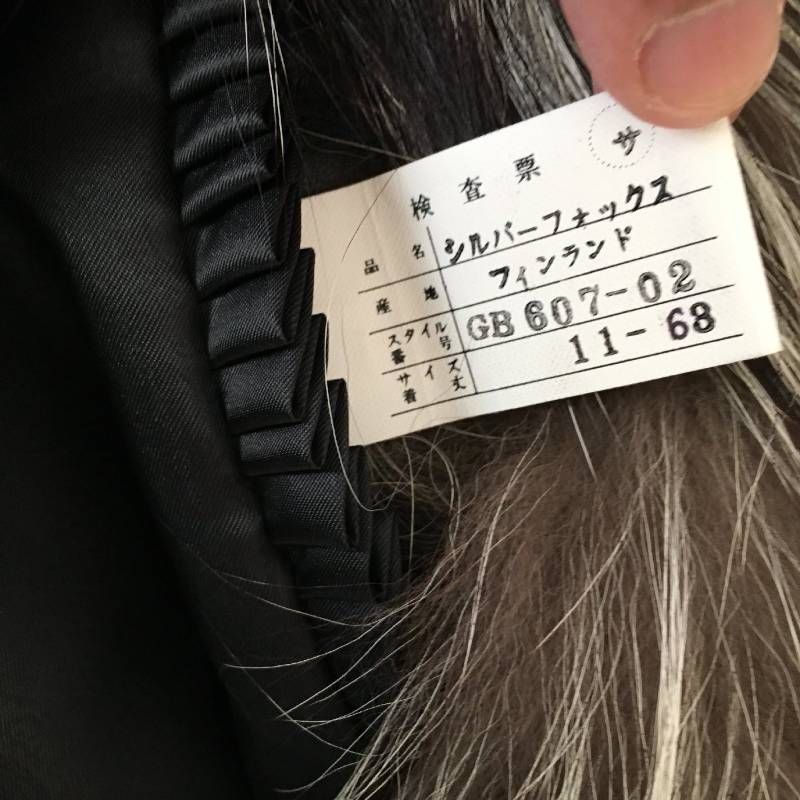 サ
検査票
品名 シルバーフォックス
産地 フィンランド
スタイル番号 GB 607-02
サイズ着丈 11-68